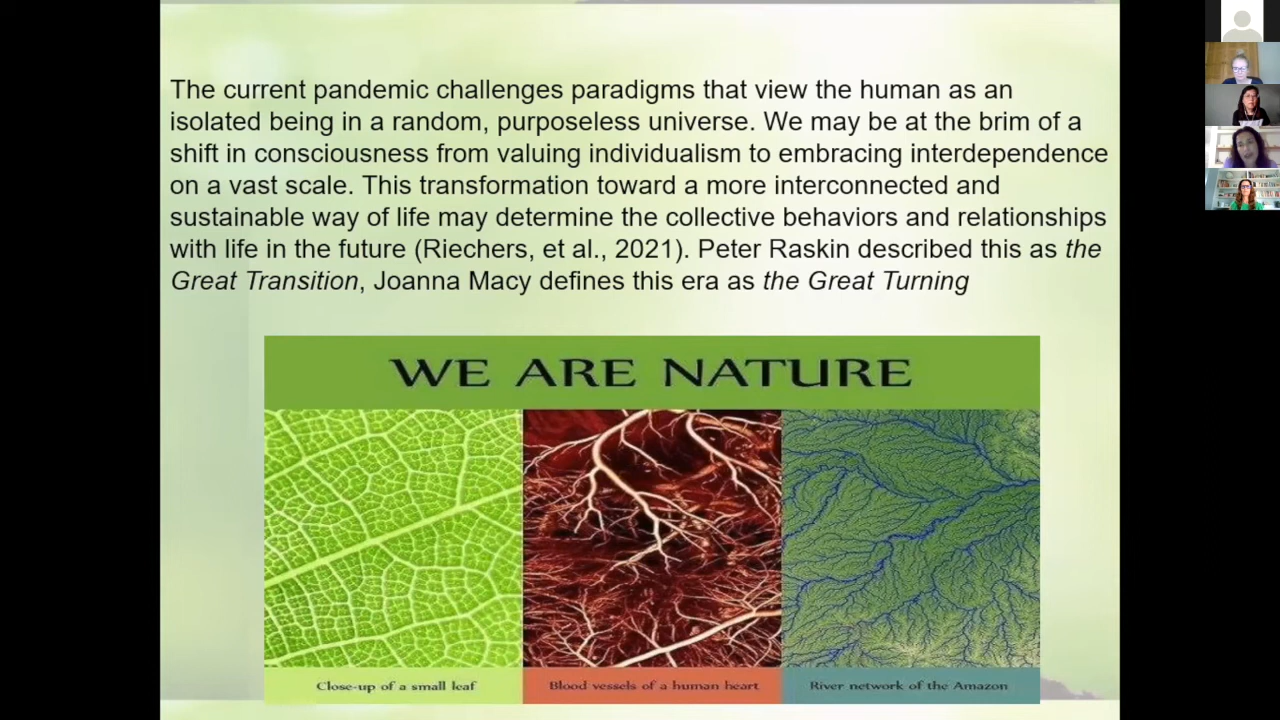 The current pandemic challenges paradigms that view the human as an
isolated being in a random, purposeless universe. We may be at the brim of a
shift in consciousness from valuing individualism to embracing interdependence
on a vast scale. This transformation toward a more interconnected and
sustainable way of life may determine the collective behaviors and relationships
with life in the future (Riechers, et al., 2021). Peter Raskin described this as the
Great Transition, Joanna Macy defines this era as the Great Turning
WE ARE NATURE
Close-up of a small leaf
Blood vessels of a human heart
River network of the Amazon